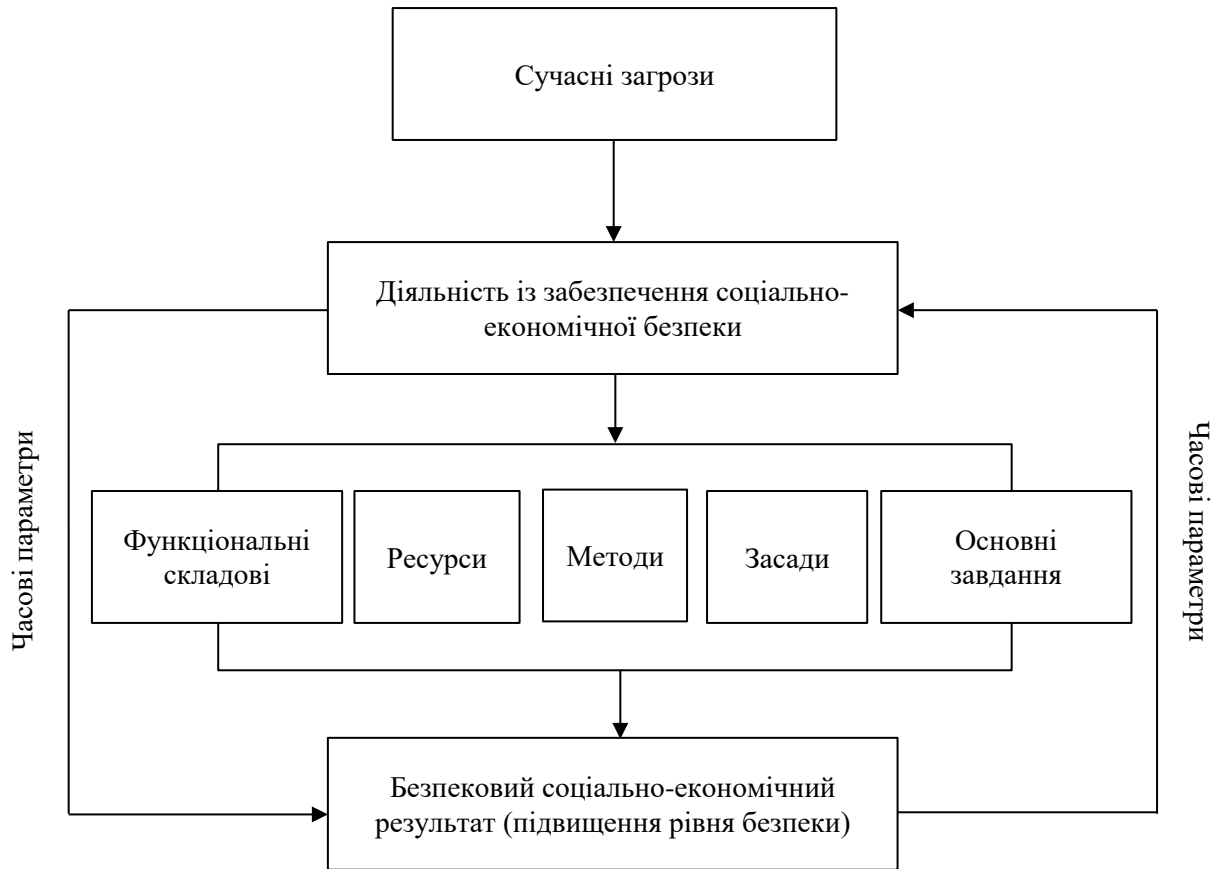 Сучасні загрози
Діяльність із забезпечення соціально-
економічної безпеки
Часові параметри
Часові параметри
Функціональні
складові
Ресурси
Методи
Засади
Основні
завдання
Безпековий соціально-економічний
результат (підвищення рівня безпеки)